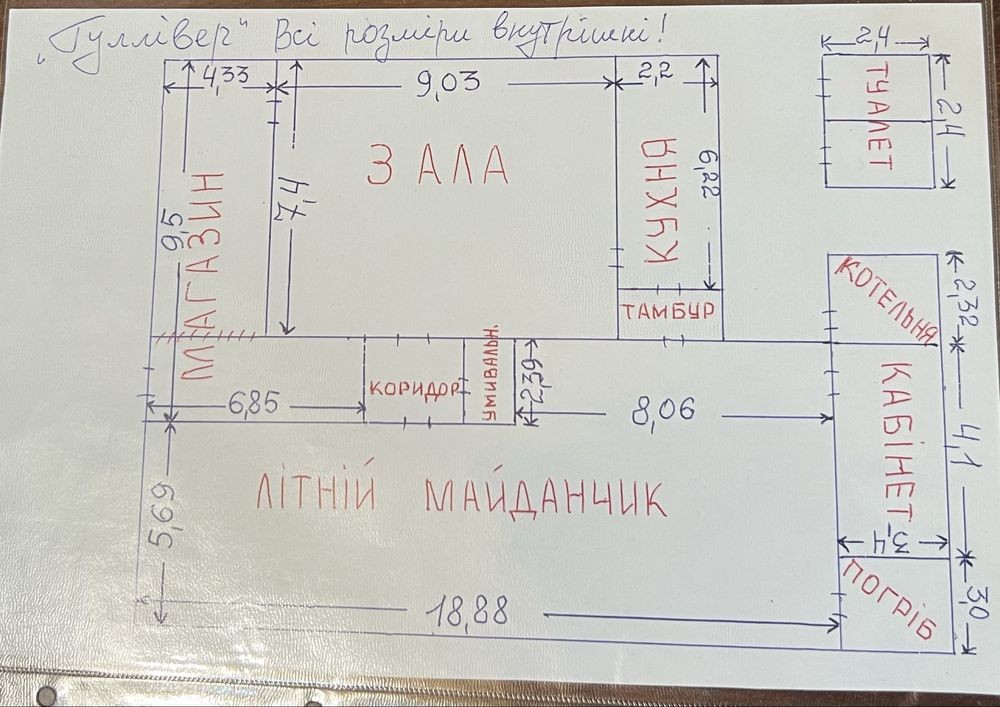 „Гуллівер" Всі розміри внутрішні!
4,33
9,03
2,2
2,4
ТУАЛЕТ
2,4
МАГАЗИН
9,5
7,4
ЗАЛА
КУХНЯ
6,22
ТАМБУР
КОТЕЛЬНЯ
2,32
6,85
КОРИДОР
УМИВАЛЬН.
8,06
КАБІНЕТ
4,1
3,4
ЛІТНІЙ МАЙДАНЧИК
5,69
18,88
ПОГРІБ
3,0